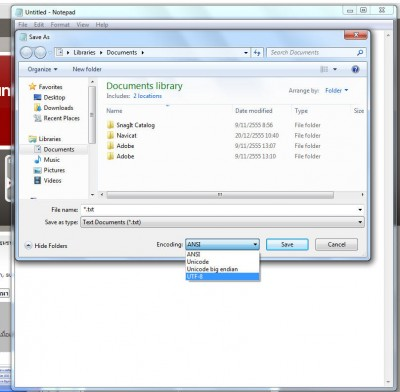 Untitled - Notepad
File Edit Format View Help
Save As
Libraries Documents
Search Documents
Organize New folder
Favorites
Desktop
Downloads
Recent Places
Libraries
Documents
Music
Pictures
Videos
Documents library
Includes: 2 locations
Arrange by: Folder
Name Date modified Type Size
SnagIt Catalog 9/11/2555 8:56 File folder
Navicat 20/12/2555 10:40 File folder
Adobe 9/11/2555 13:07 File folder
Adobe 9/11/2555 13:10 File folder
File name: *.txt
Save as type: Text Documents (*.txt)
Hide Folders Encoding: ANSI Save Cancel
ANSI
Unicode
Unicode big endian
UTF-8